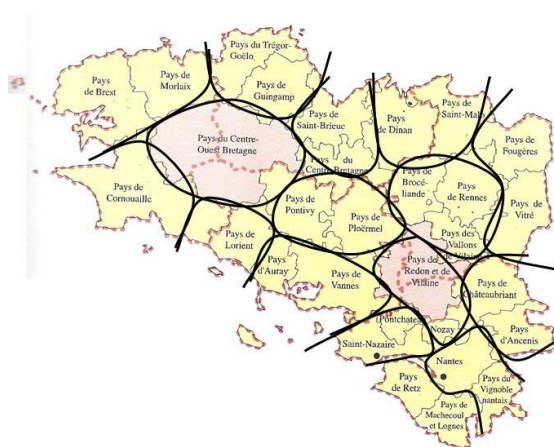 Pays du Trégor-
Goëlo
Pays
de Brest
Pays de
Morlaix
Pays de
Guingamp
Pays de
Saint-Brieuc
Pays
de Dinan
Pays de
Saint-Malo
Pays de
Fougères
Pays du Centre-
Ouest Bretagne
Pays du
Centre Bretagne
Pays de
Brocé-
liande
Pays de
Rennes
Pays de
Vitré
Pays de
Cornouaille
Pays de
Pontivy
Pays de
Ploërmel
Pays des
Vallons
de Vilaine
Pays de
Lorient
Pays
d'Auray
Pays de
Vannes
Pays de
Redon et de
Vilaine
Pays de
Châteaubriant
Pontchateau
Nozay
Pays
d'Ancenis
Saint-Nazaire
Nantes
Pays
de Retz
Pays du
Vignoble
nantais
Pays de
Machecoul
et Lognes